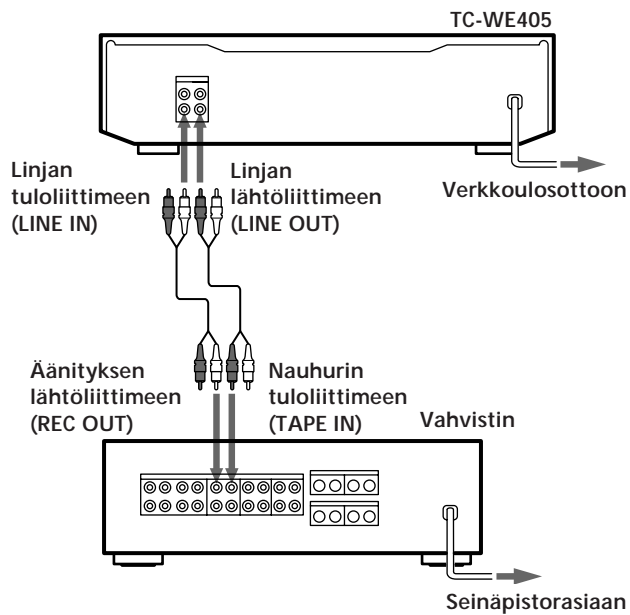 TC-WE405
Linjan
tuloliittimeen
(LINE IN)
Linjan
lähtöliittimeen
(LINE OUT)
Verkkoulosottoon
Äänityksen
lähtöliittimeen
(REC OUT)
Nauhurin
tuloliittimeen
(TAPE IN)
Vahvistin
Seinäpistorasiaan